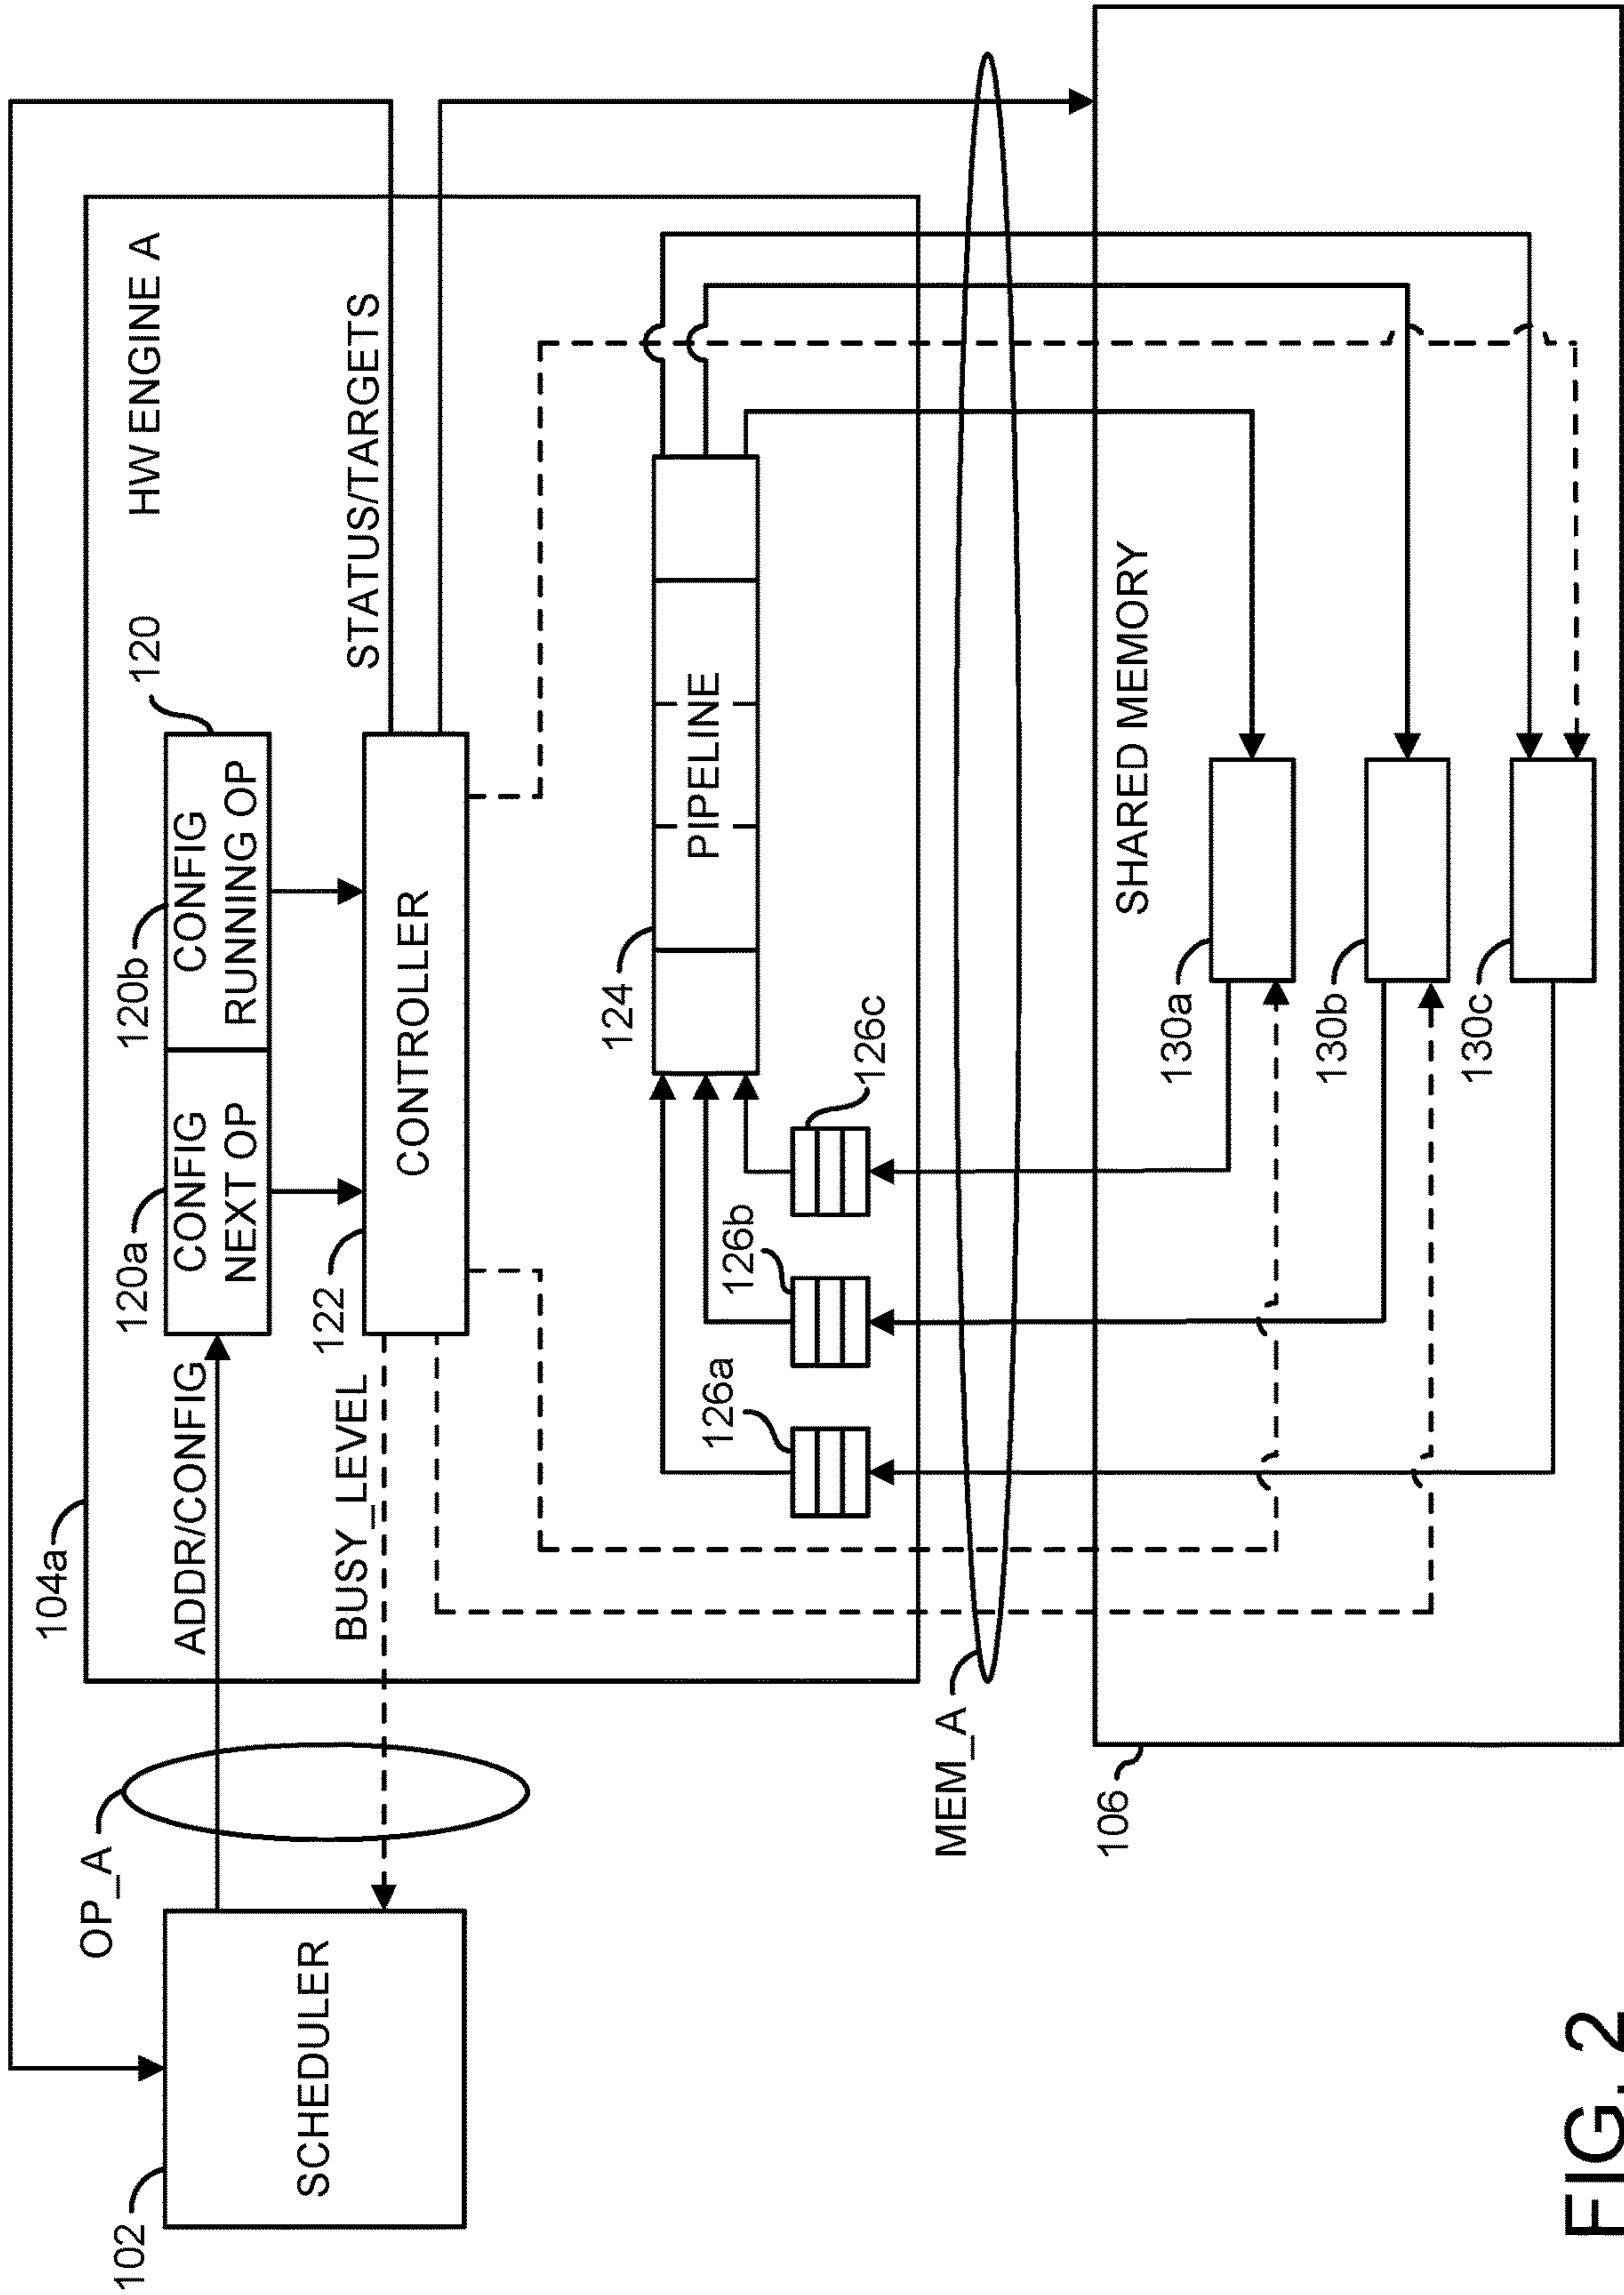 102
SCHEDULER
OP_A
104a
ADDR/CONFIG
BUSY_LEVEL
HW ENGINE A
120
120a
CONFIG
NEXT OP
120b
CONFIG
RUNNING OP
122
CONTROLLER
STATUS/TARGETS
124
PIPELINE
126a
126b
126c
MEM_A
106
SHARED MEMORY
130a
130b
130c
FIG. 2